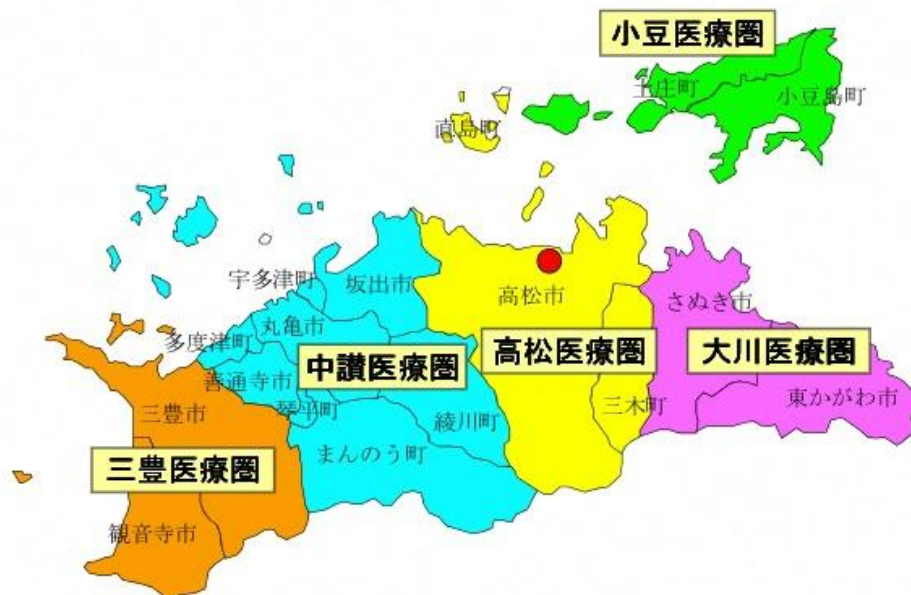 小豆医療圏
土庄町
小豆島町
直島町
宇多津町
坂出市
高松市
さぬき市
多度津町
丸亀市
中讃医療圏
高松医療圏
大川医療圏
善通寺市
三豊市
琴平町
綾川町
三木町
東かがわ市
まんのう町
三豊医療圏
観音寺市